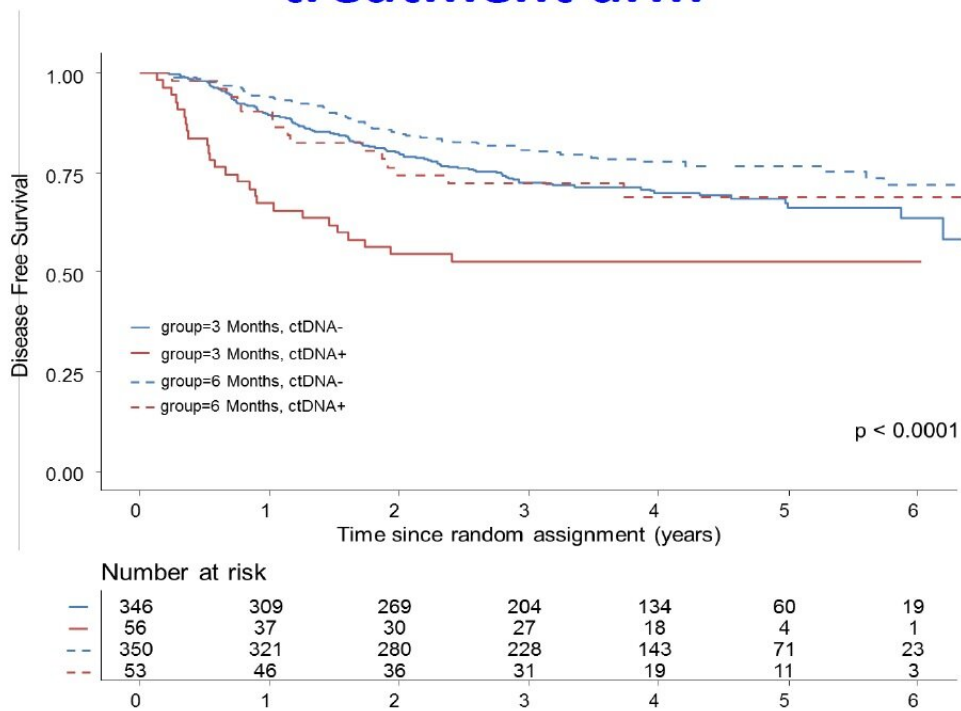 1.00
0.75
0.50
0.25
0.00
Disease Free Survival
group=3 Months, ctDNA-
group=3 Months, ctDNA+
group=6 Months, ctDNA-
group=6 Months, ctDNA+
p < 0.0001
0 1 2 3 4 5 6
Time since random assignment (years)
Number at risk
346 309 269 204 134 60 19
56 37 30 27 18 4 1
350 321 280 228 143 71 23
53 46 36 31 19 11 3
0 1 2 3 4 5 6